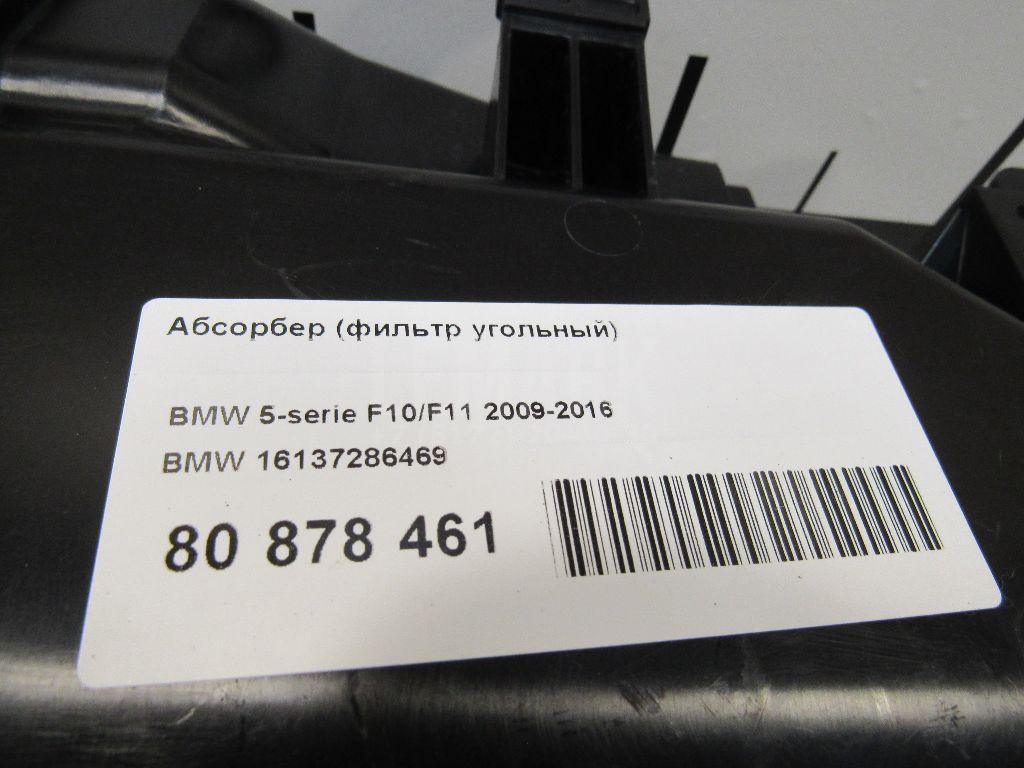 Абсорбер (фильтр угольный)
BMW 5-serie F10/F11 2009-2016
BMW 16137286469
80 878 461